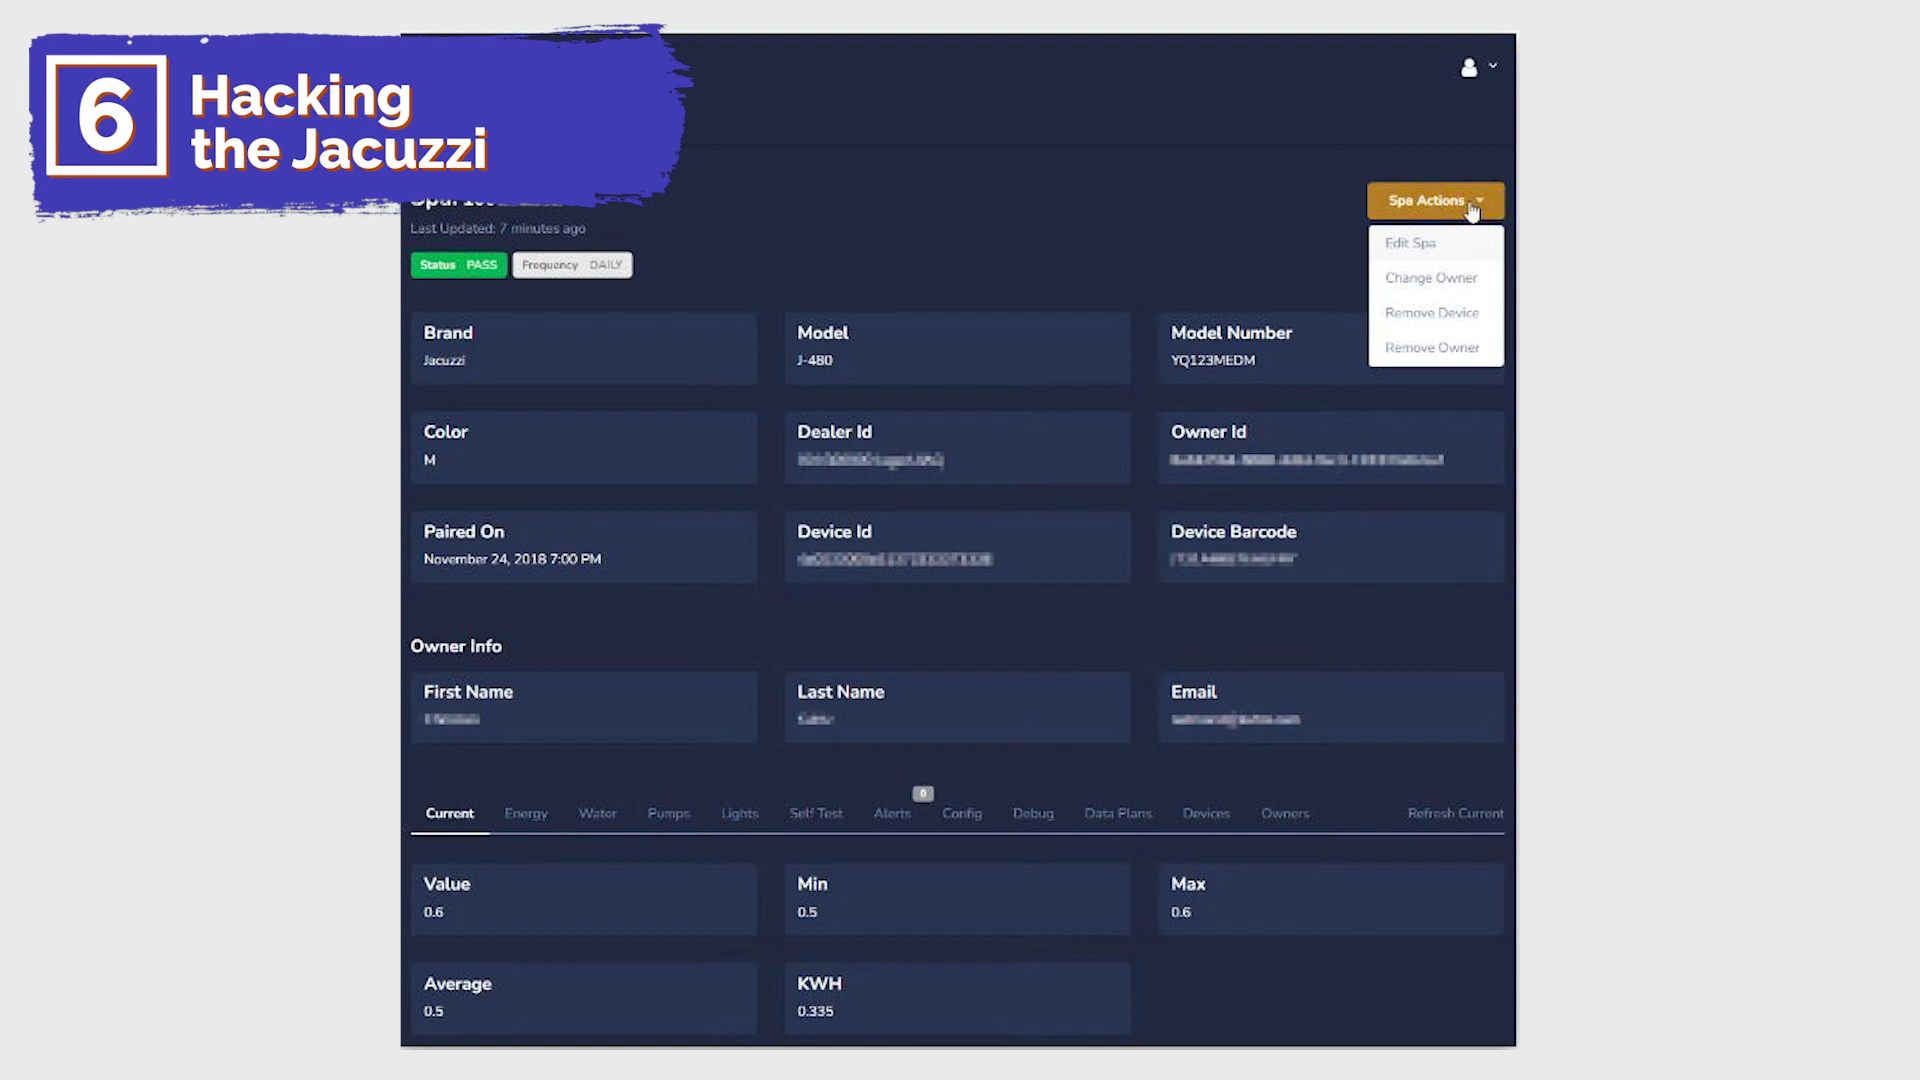 6
Hacking
the Jacuzzi
Spa Actions
Last Updated: 7 minutes ago
Status PASS
Frequency DAILY
Edit Spa
Change Owner
Remove Device
Remove Owner
Brand
Jacuzzi
Model
J-480
Model Number
YQ123MEDM
Color
M
Dealer Id
Owner Id
Paired On
November 24, 2018 7:00 PM
Device Id
Device Barcode
Owner Info
First Name
Last Name
Email
0
Current Energy Water Pumps Lights Self Test Alerts Config Debug Data Plans Devices Owners Refresh Current
Value
0.6
Min
0.5
Max
0.6
Average
0.5
KWH
0.335